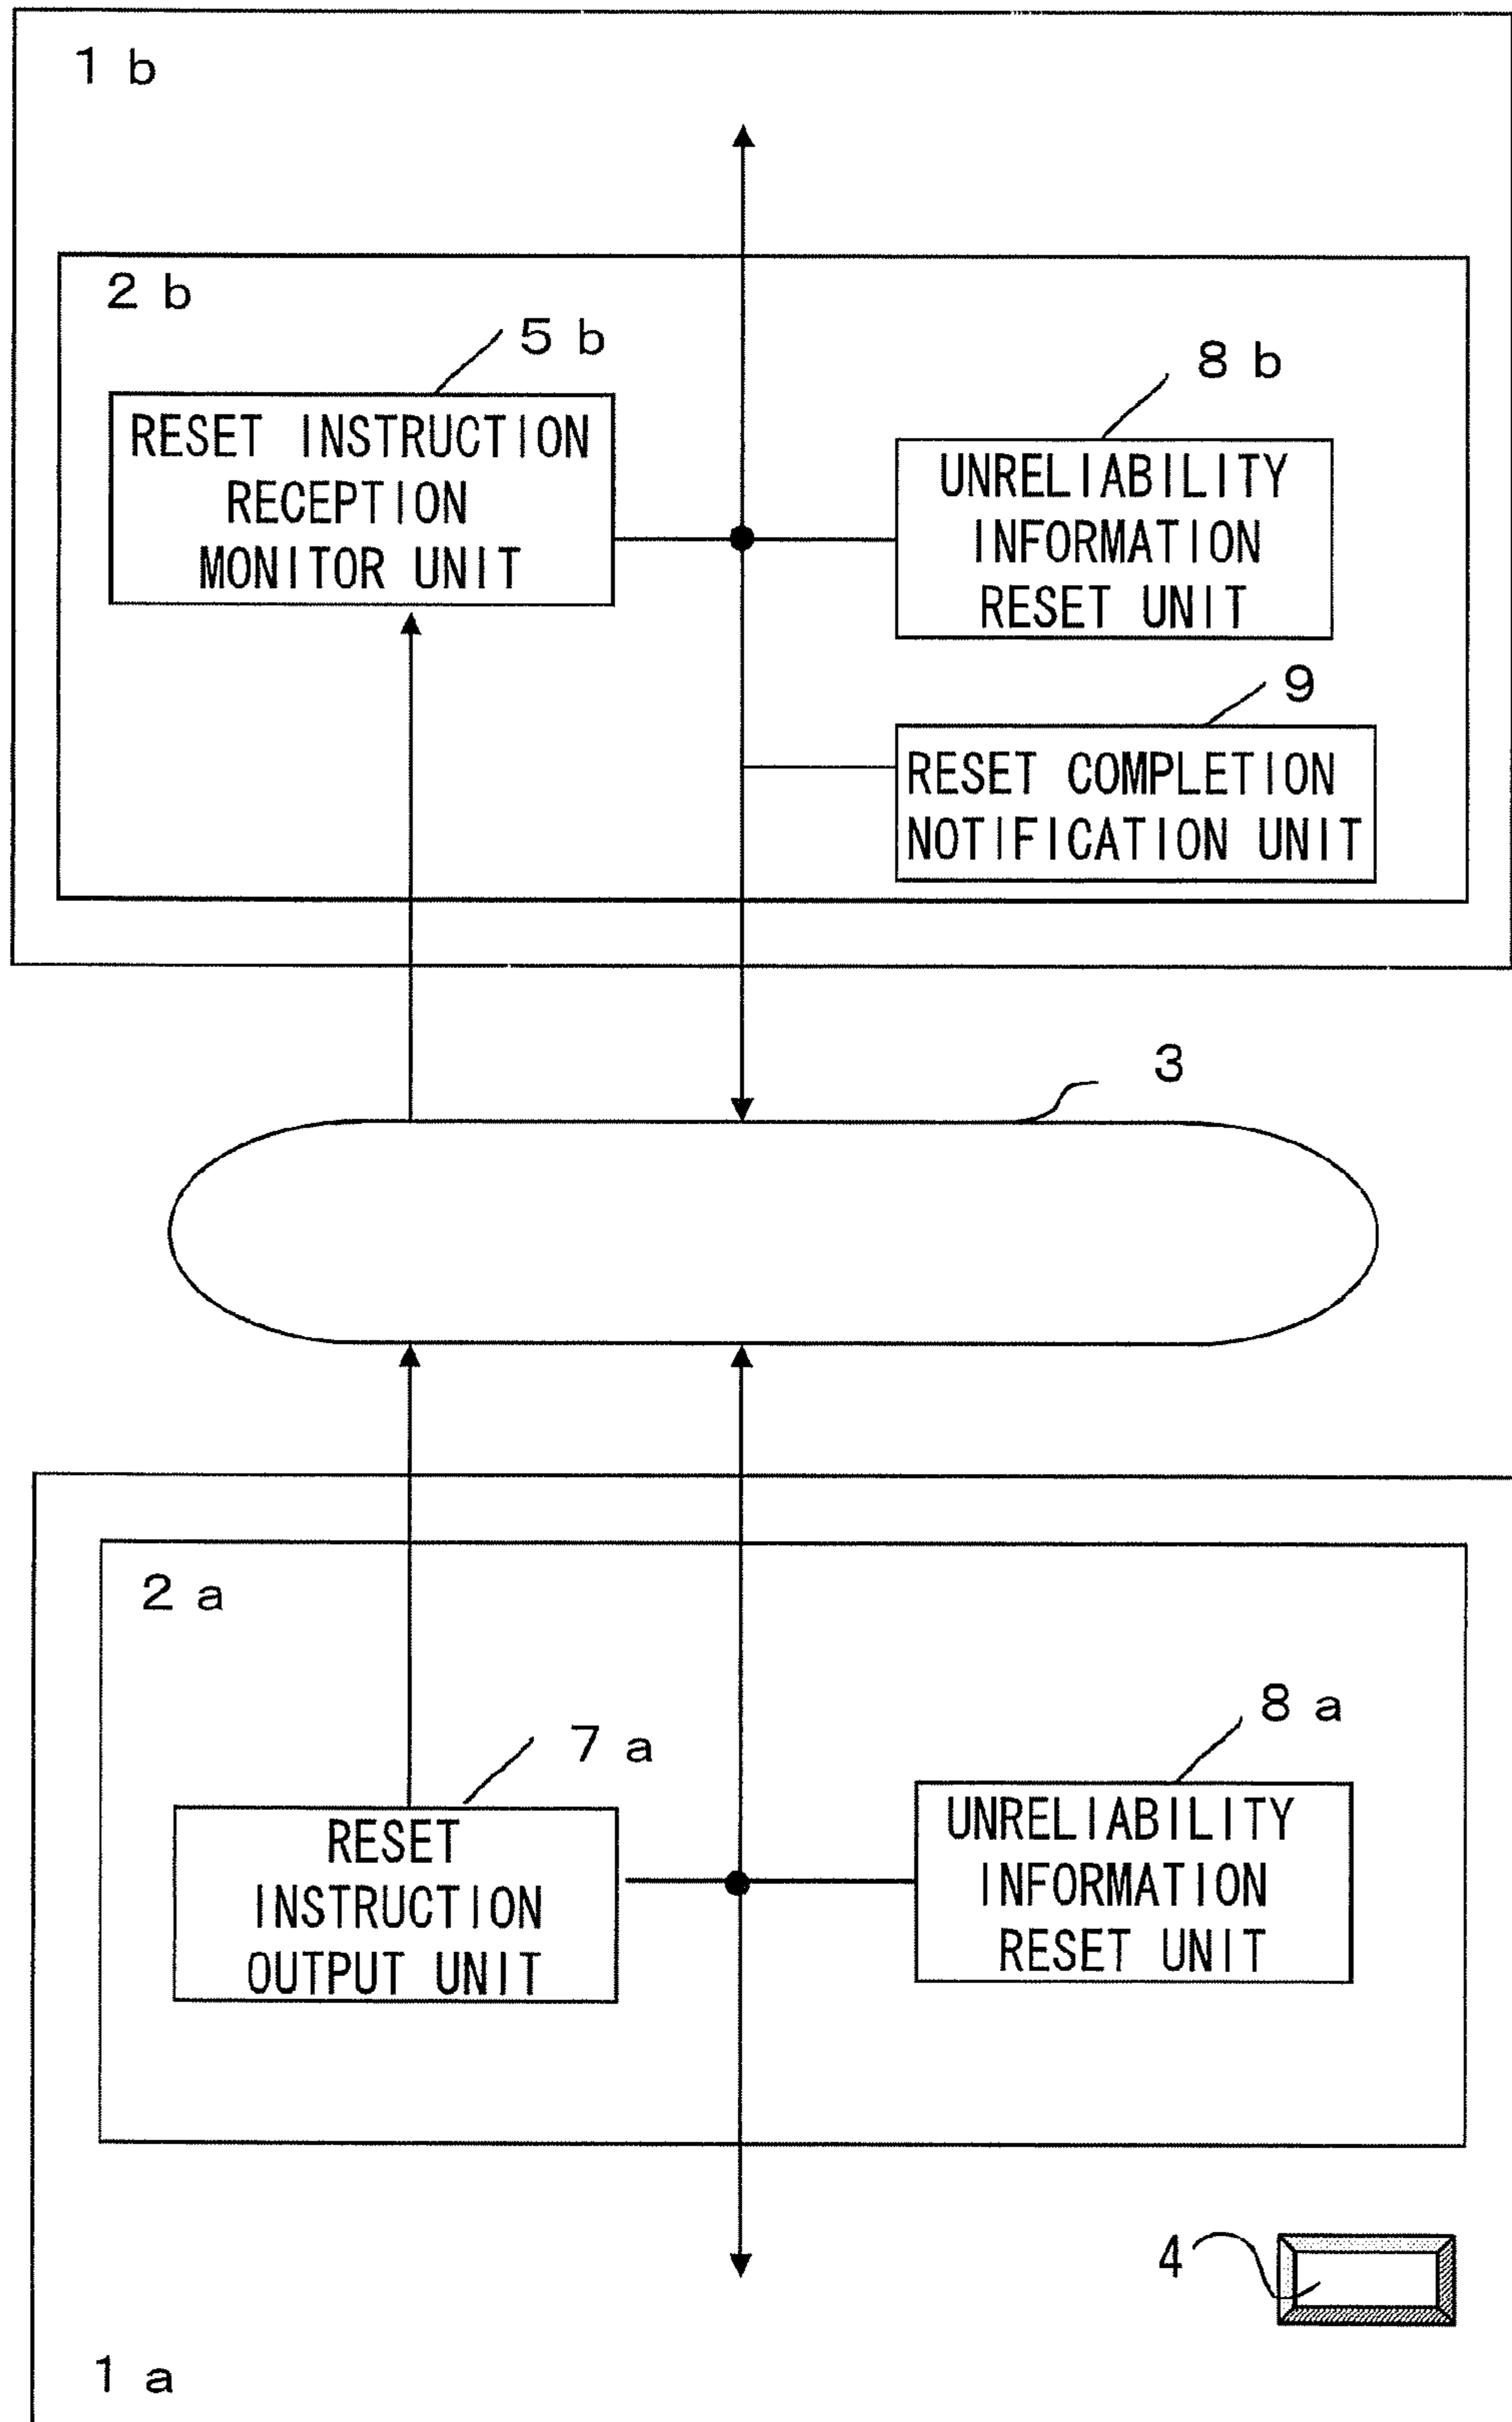 1 b
2 b
5 b
RESET INSTRUCTION
RECEPTION
MONITOR UNIT
8 b
UNRELIABILITY
INFORMATION
RESET UNIT
9
RESET COMPLETION
NOTIFICATION UNIT
3
2 a
7 a
RESET
INSTRUCTION
OUTPUT UNIT
8 a
UNRELIABILITY
INFORMATION
RESET UNIT
4
1 a